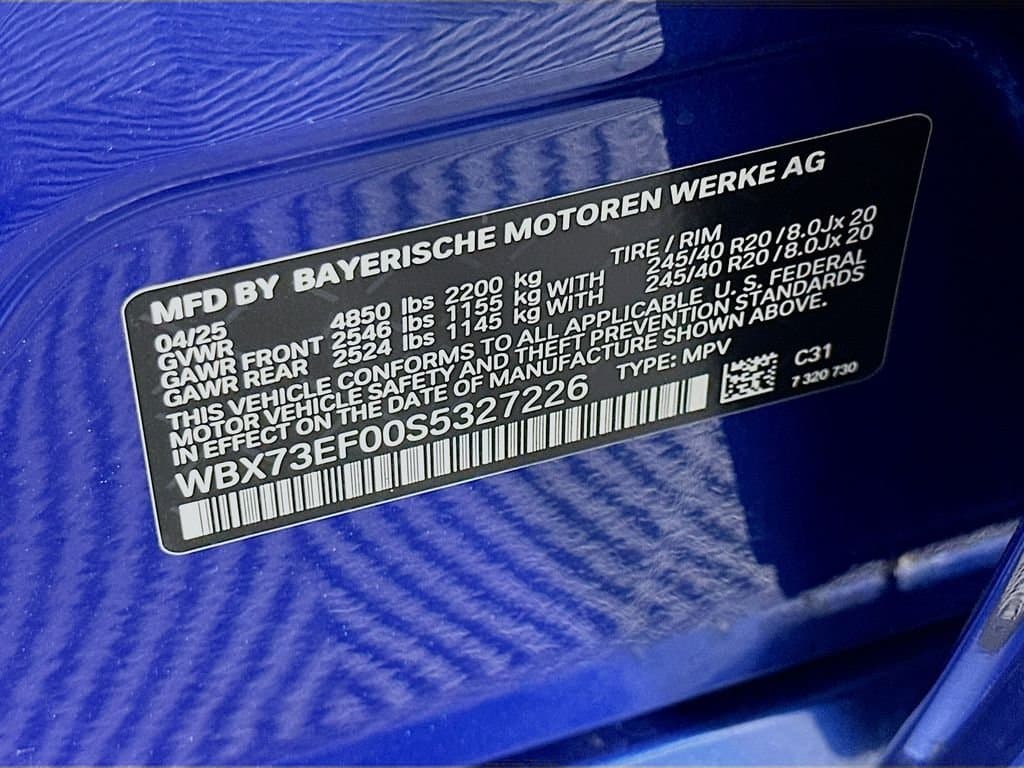 MFD BY BAYERISCHE MOTOREN WERKE AG
04/25 TIRE / RIM
GVWR 4850 lbs 2200 kg
GAWR FRONT 2546 lbs 1155 kg WITH 245/40 R20 / 8.0Jx 20
GAWR REAR 2524 lbs 1145 kg WITH 245/40 R20 / 8.0Jx 20
THIS VEHICLE CONFORMS TO ALL APPLICABLE U. S. FEDERAL
MOTOR VEHICLE SAFETY AND THEFT PREVENTION STANDARDS
IN EFFECT ON THE DATE OF MANUFACTURE SHOWN ABOVE.
WBX73EF00S5327226 TYPE: MPV C31
7 320 730